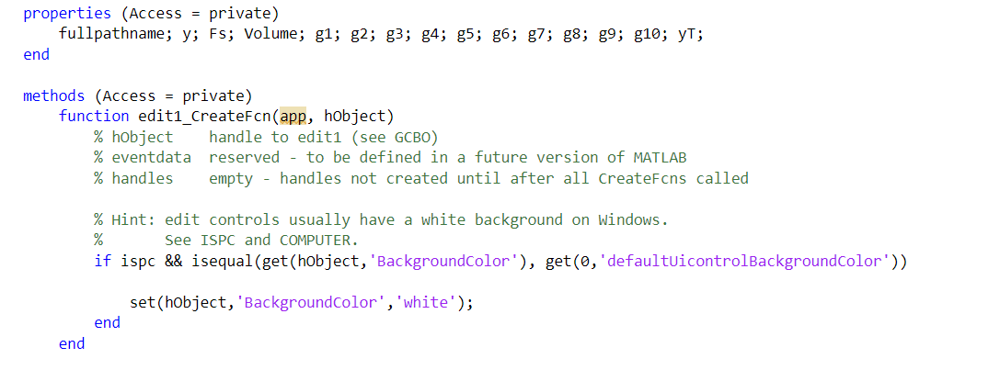 properties (Access = private)
fullpathname; y; Fs; Volume; g1; g2; g3; g4; g5; g6; g7; g8; g9; g10; yT;
end
methods (Access = private)
function edit1_CreateFcn(app, hObject)
% hObject    handle to edit1 (see GCBO)
% eventdata  reserved - to be defined in a future version of MATLAB
% handles    empty - handles not created until after all CreateFcns called
% Hint: edit controls usually have a white background on Windows.
%       See ISPC and COMPUTER.
if ispc && isequal(get(hObject,'BackgroundColor'), get(0,'defaultUicontrolBackgroundColor'))
set(hObject,'BackgroundColor','white');
end
end